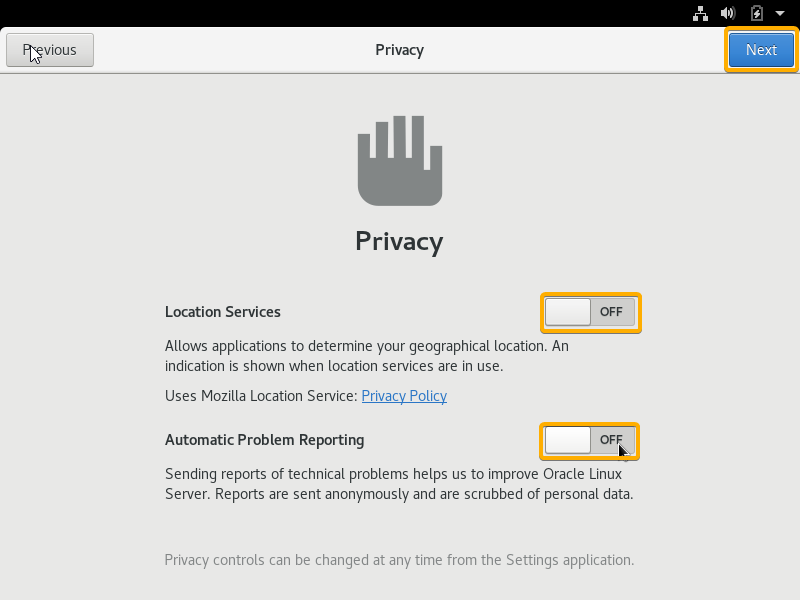 Previous
Privacy
Next
Privacy
Location Services
OFF
Allows applications to determine your geographical location. An
indication is shown when location services are in use.
Uses Mozilla Location Service: Privacy Policy
Automatic Problem Reporting
OFF
Sending reports of technical problems helps us to improve Oracle Linux
Server. Reports are sent anonymously and are scrubbed of personal data.
Privacy controls can be changed at any time from the Settings application.